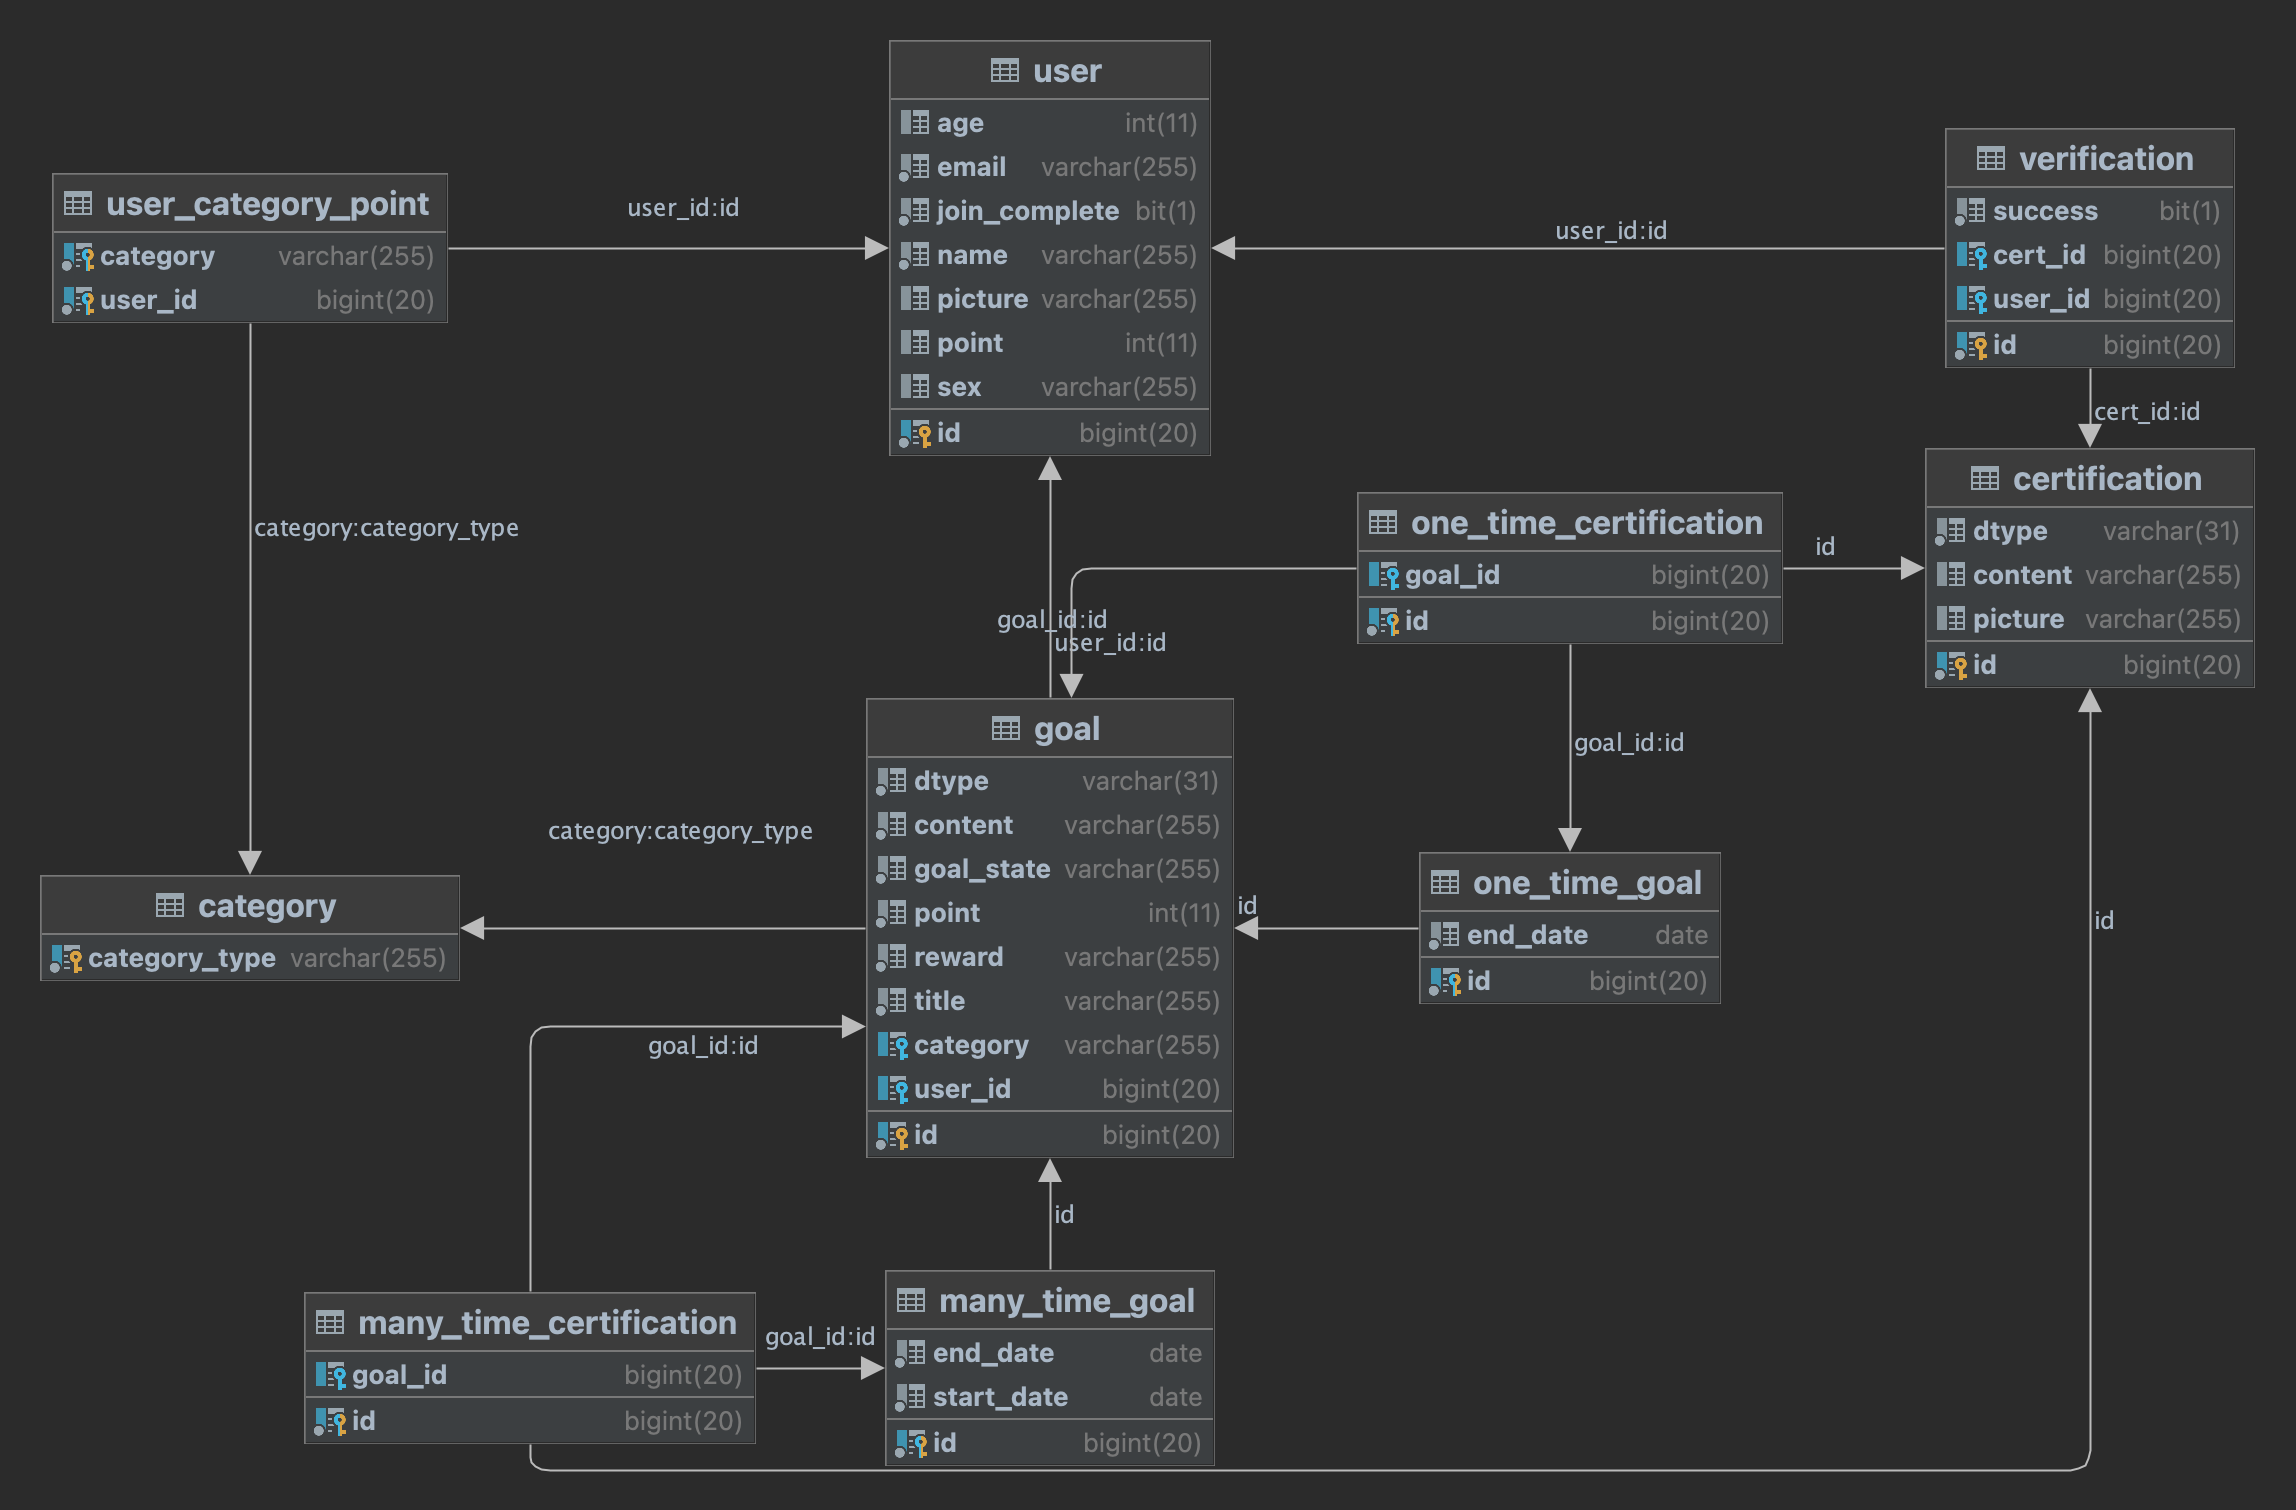 user
age int(11)
email varchar(255)
join_complete bit(1)
name varchar(255)
picture varchar(255)
point int(11)
sex varchar(255)
id bigint(20)
verification
success bit(1)
cert_id bigint(20)
user_id bigint(20)
id bigint(20)
user_category_point
category varchar(255)
user_id bigint(20)
user_id:id
user_id:id
cert_id:id
category:category_type
certification
dtype varchar(31)
content varchar(255)
picture varchar(255)
id bigint(20)
one_time_certification
goal_id bigint(20)
id bigint(20)
id
goal_id:id
user_id:id
goal_id:id
goal
dtype varchar(31)
content varchar(255)
goal_state varchar(255)
point int(11)
reward varchar(255)
title varchar(255)
category varchar(255)
user_id bigint(20)
id bigint(20)
category:category_type
category
category_type varchar(255)
id
one_time_goal
end_date date
id bigint(20)
id
goal_id:id
id
many_time_certification
goal_id bigint(20)
id bigint(20)
goal_id:id
many_time_goal
end_date date
start_date date
id bigint(20)